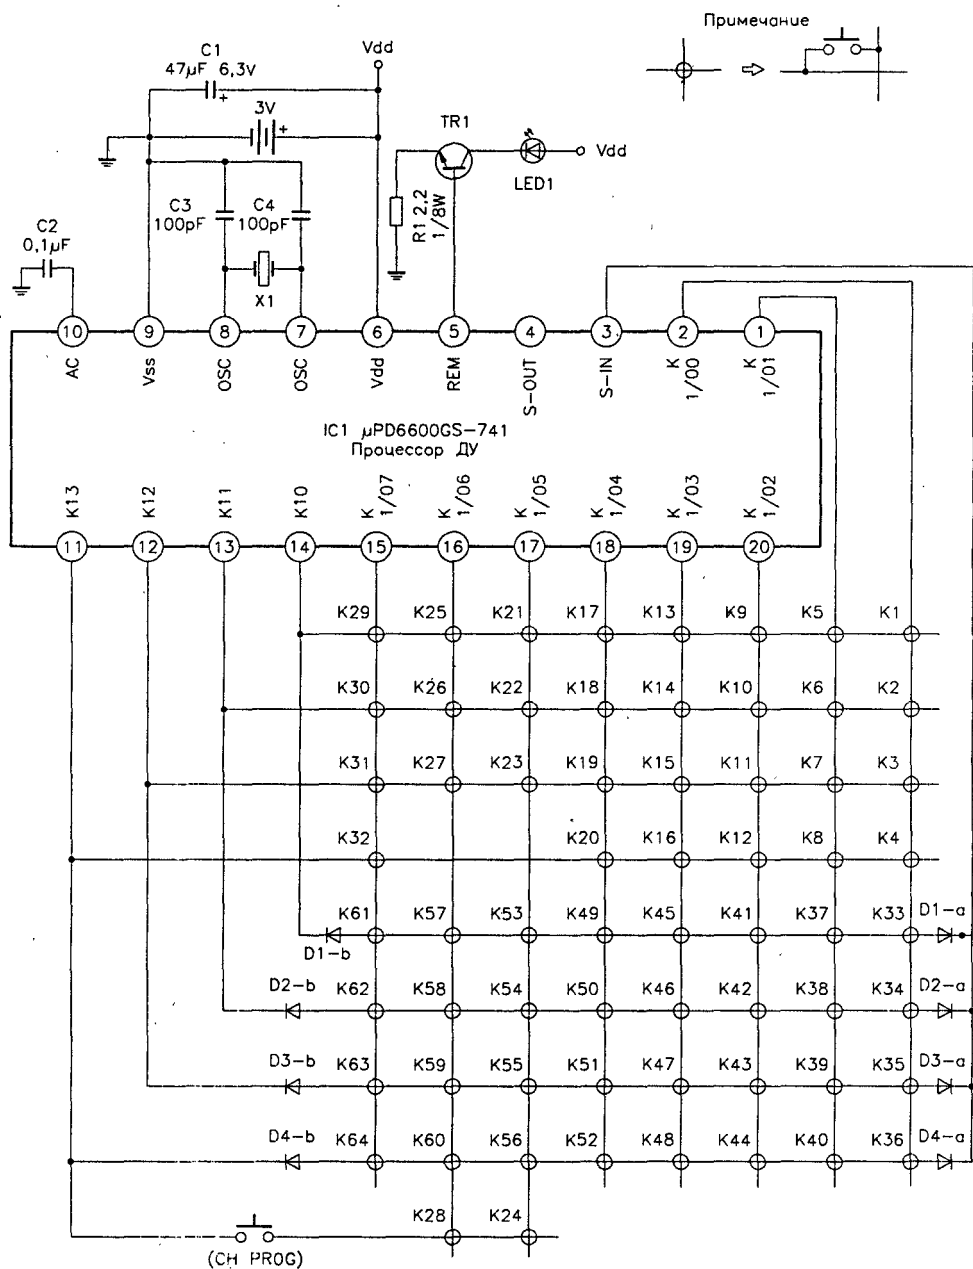 Примечание
C1
47µF 6,3V
Vdd
3V
TR1
LED1
Vdd
R1 2,2
1/8W
C3
100pF
C4
100pF
C2
0,1µF
X1
10 9 8 7 6 5 4 3 2 1
AC
Vss
OSC
OSC
Vdd
REM
S-OUT
S-IN
K
1/00
K
1/01
IC1 µPD6600GS-741
Процессор ДУ
K13
K12
K11
K10
K
1/07
K
1/06
K
1/05
K
1/04
K
1/03
K
1/02
11 12 13 14 15 16 17 18 19 20
K29 K25 K21 K17 K13 K9 K5 K1
K30 K26 K22 K18 K14 K10 K6 K2
K31 K27 K23 K19 K15 K11 K7 K3
K32 K20 K16 K12 K8 K4
K61 K57 K53 K49 K45 K41 K37 K33 D1-a
D1-b
D2-b K62 K58 K54 K50 K46 K42 K38 K34 D2-a
D3-b K63 K59 K55 K51 K47 K43 K39 K35 D3-a
D4-b K64 K60 K56 K52 K48 K44 K40 K36 D4-a
K28 K24
(CH PROG)